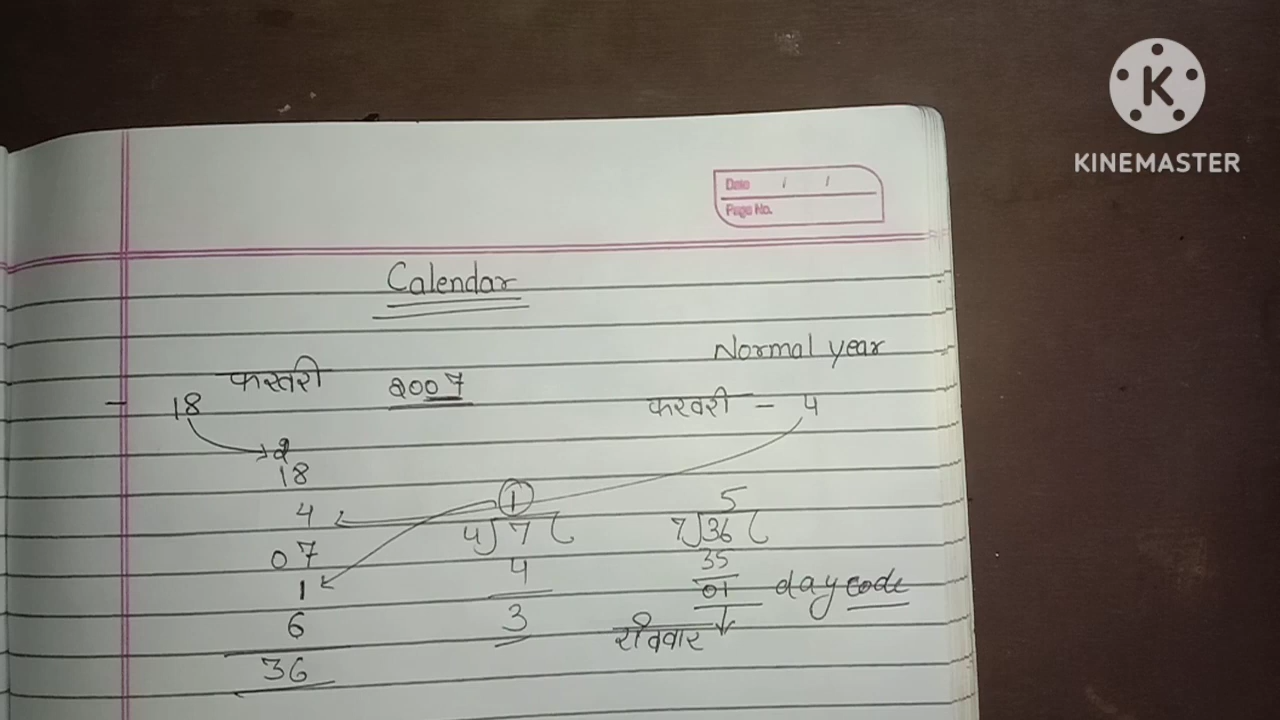 KINEMASTER
Date / /
Page No.
Calendar
Normal year
18 फरवरी 2007
फरवरी - 4
2
18
4
07
1
6
36
1
4)7(
4
3
5
7)36(
35
01 day code
रविवार